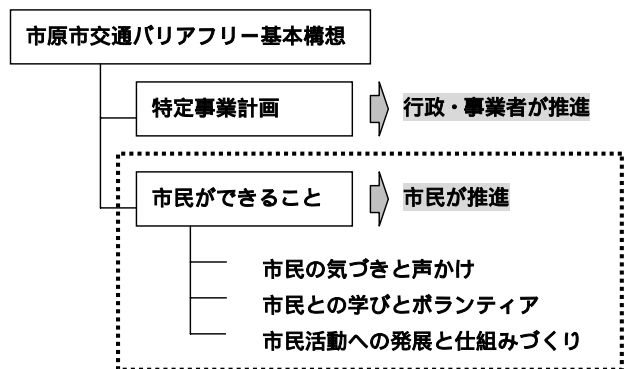 市原市交通バリアフリー基本構想
特定事業計画
行政・事業者が推進
市民ができること
市民が推進
市民の気づきと声かけ
市民との学びとボランティア
市民活動への発展と仕組みづくり